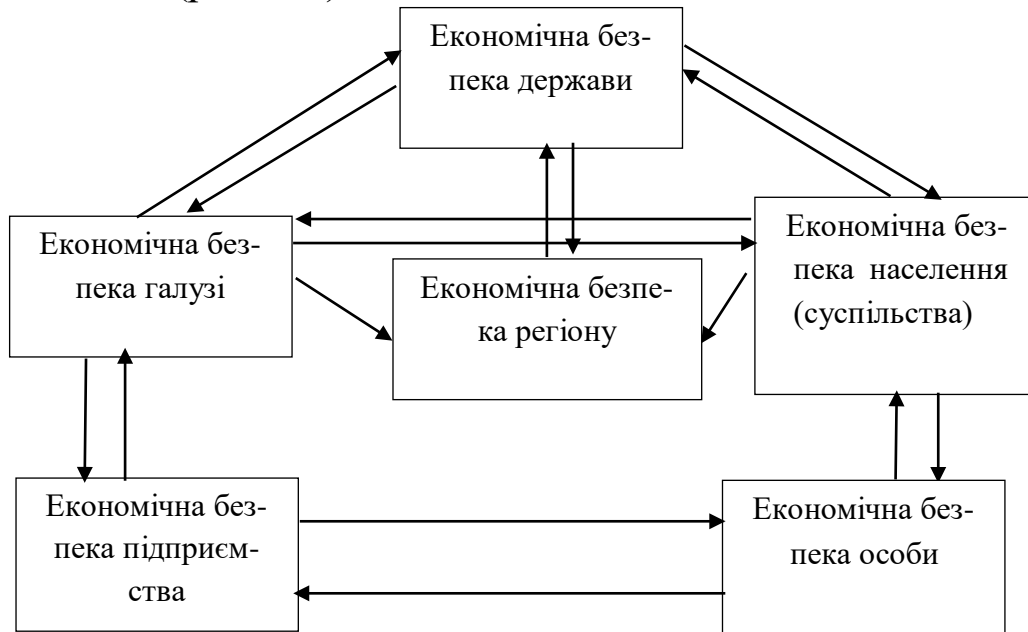 Економічна без-
пека держави
Економічна без-
пека галузі
Економічна безпе-
ка регіону
Економічна без-
пека населення
(суспільства)
Економічна без-
пека підприєм-
ства
Економічна без-
пека особи